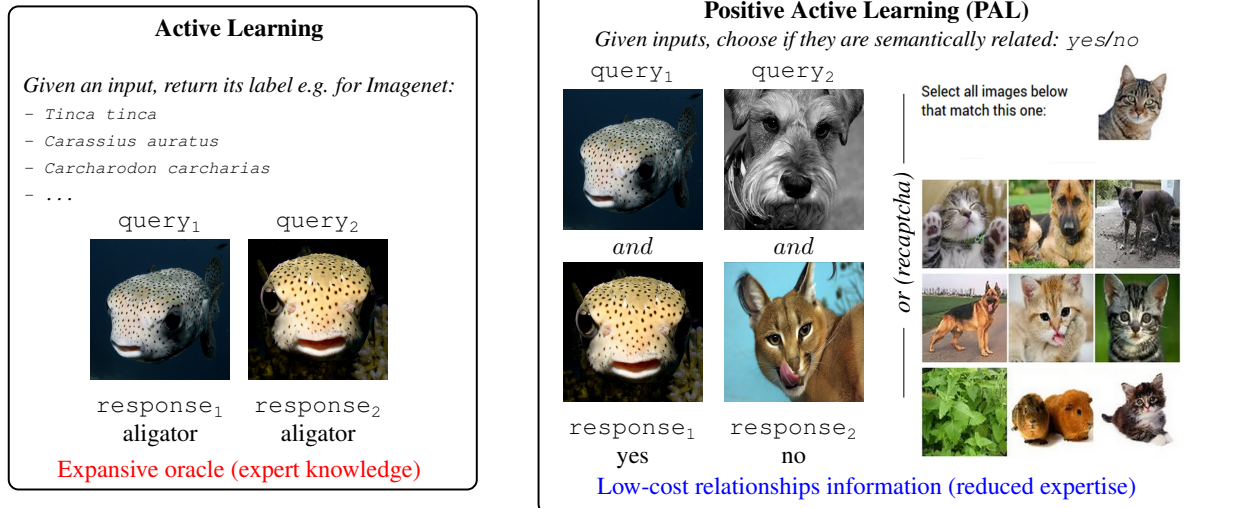 Active Learning
Given an input, return its label e.g. for Imagenet:
- Tinca tinca
- Carassius auratus
- Carcharodon carcharias
- ...
query1 query2
response1 response2
aligator aligator
Expansive oracle (expert knowledge)
Positive Active Learning (PAL)
Given inputs, choose if they are semantically related: yes/no
query1 query2
and and
response1 response2
yes no
or (recaptcha)
Select all images below
that match this one:
Low-cost relationships information (reduced expertise)